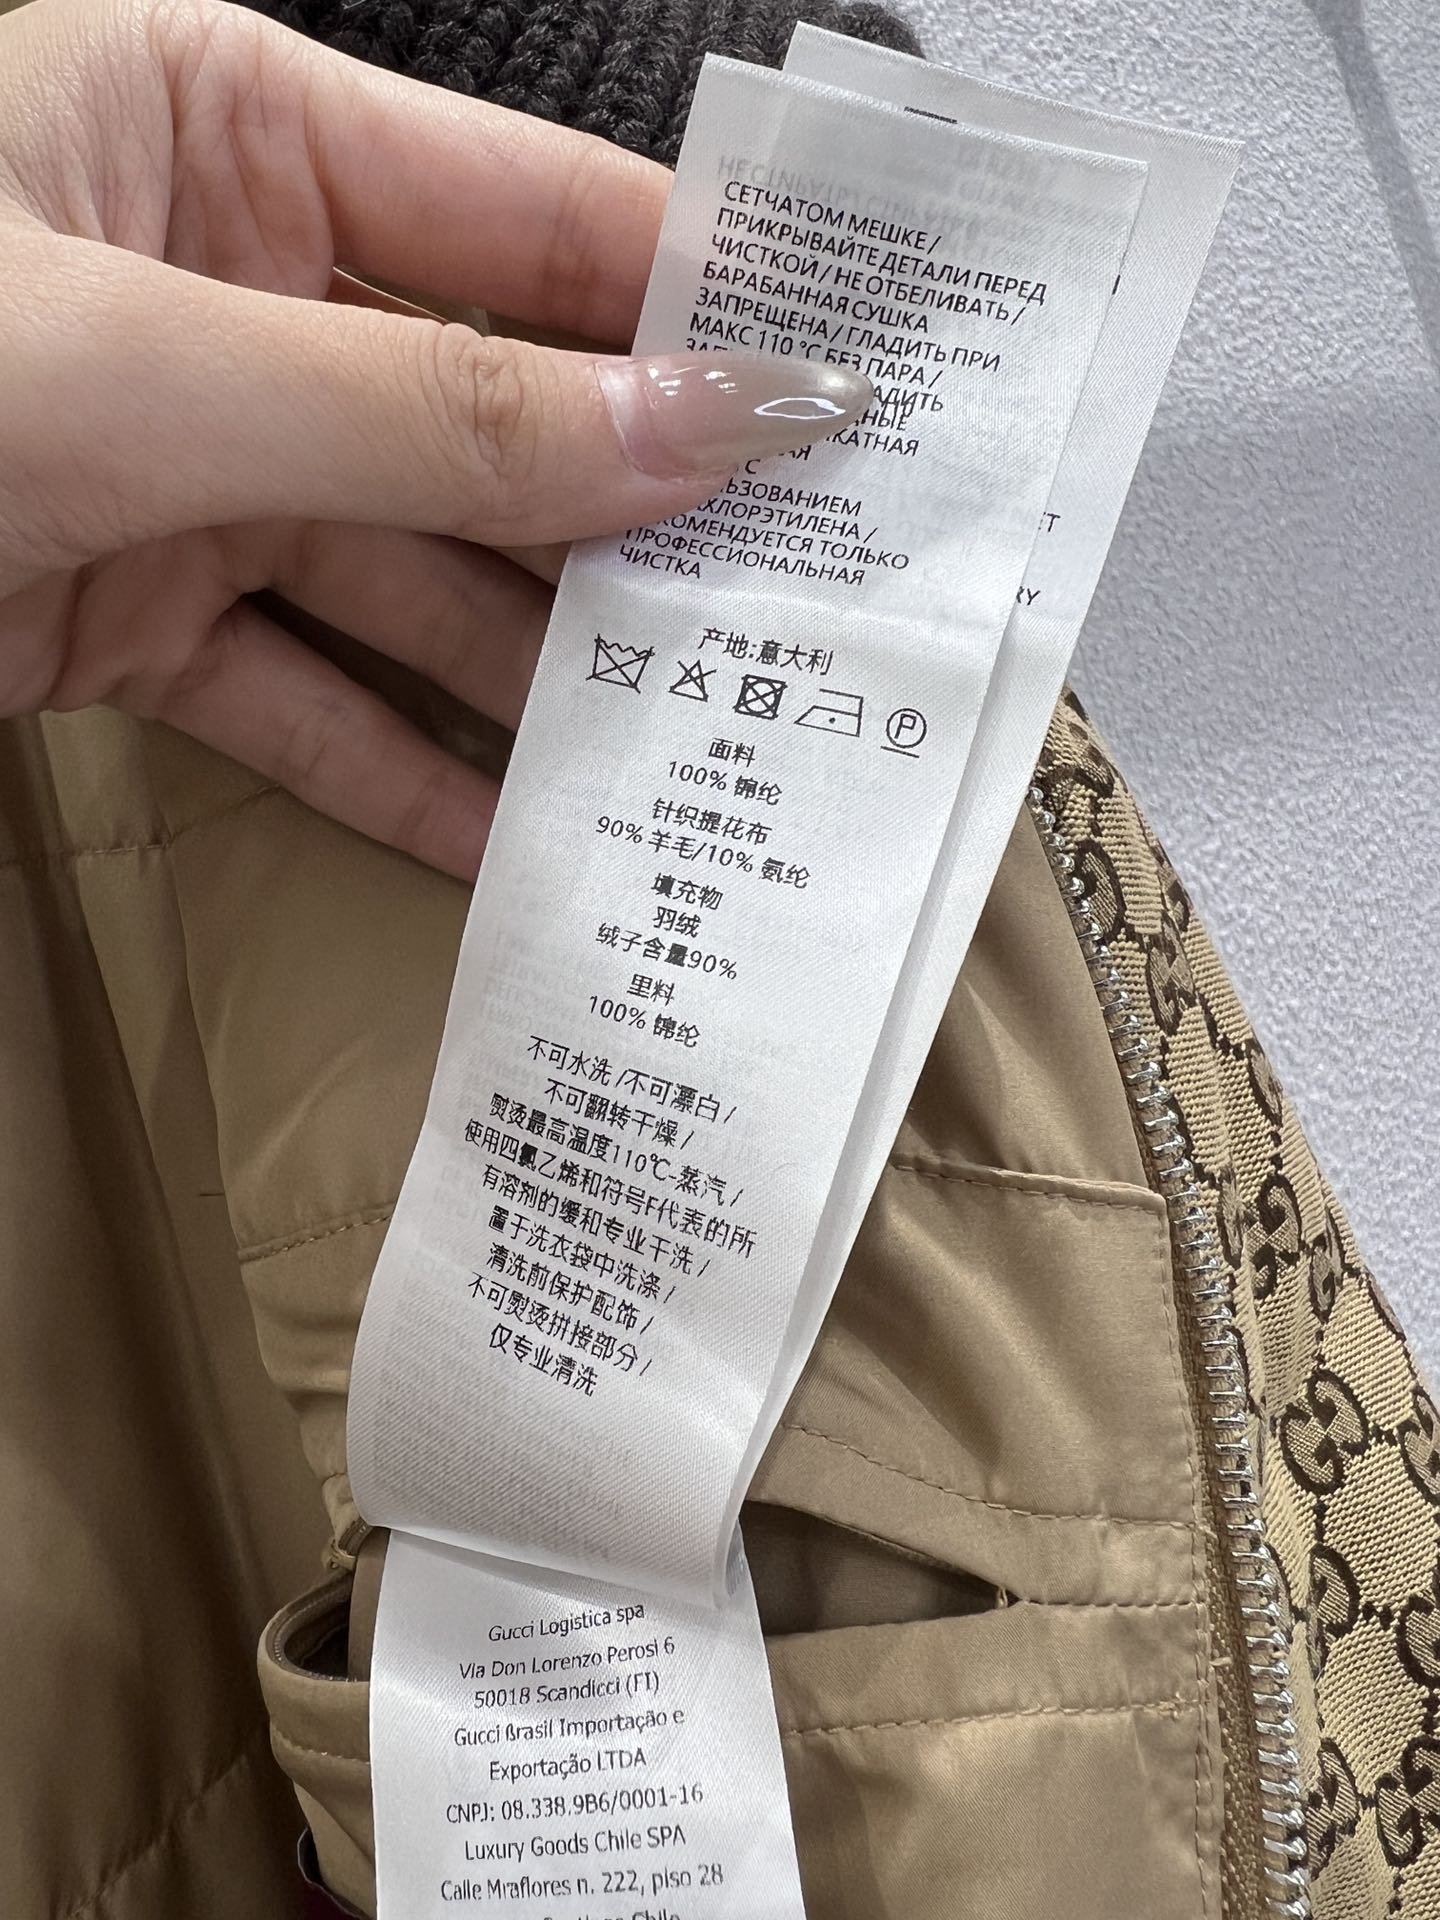 СЕТЧАТОМ МЕШКЕ /
ПРИКРЫВАЙТЕ ДЕТАЛИ ПЕРЕД
ЧИСТКОЙ / НЕ ОТБЕЛИВАТЬ /
БАРАБАННАЯ СУШКА
ЗАПРЕЩЕНА / ГЛАДИТЬ ПРИ
МАКС 110 °C БЕЗ ПАРА /
ЧИСТКА
ПРОФЕССИОНАЛЬНАЯ
ТОЛЬКО
产地:意大利
P
面料
100% 锦纶
针织提花布
90% 羊毛/10% 氨纶
填充物
羽绒
绒子含量90%
里料
100% 锦纶
不可水洗 /不可漂白 /
不可翻转干燥 /
熨烫最高温度110℃-蒸汽 /
使用四氯乙烯和符号F代表的所
有溶剂的缓和专业干洗 /
置于洗衣袋中洗涤 /
清洗前保护配饰 /
不可熨烫拼接部分 /
仅专业清洗
Gucci Logistica spa
Via Don Lorenzo Perosi 6
50018 Scandicci (FI)
Gucci Brasil Importação e
Exportação LTDA
CNPJ: 08.338.9B6/0001-16
Luxury Goods Chile SPA
Calle Mraflores n. 222, piso 28